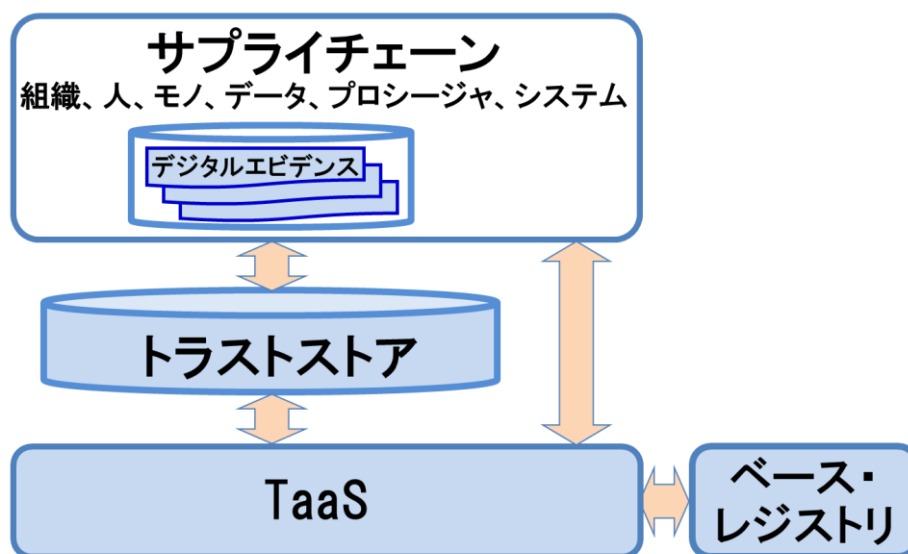 サプライチェーン
組織、人、モノ、データ、プロシージャ、システム
デジタルエビデンス
トラストストア
TaaS
ベース・
レジストリ